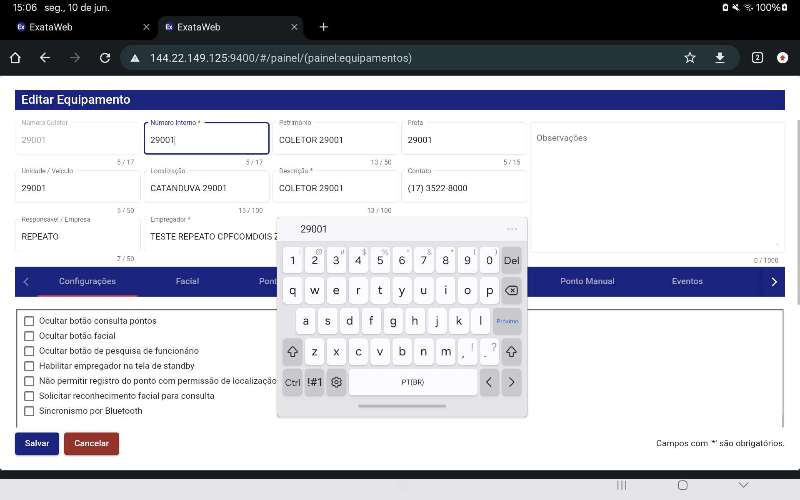 15:06 seg., 10 de jun. 100%
ExataWeb ExataWeb
144.22.149.125:9400/#/painel/(painel:equipamentos) 2
Editar Equipamento
Número Coletor Número Interno * Patrimônio Frota
29001 29001 COLETOR 29001 29001 Observações
5 / 17 5 / 17 13 / 50 5 / 15
Unidade / Veículo Localização Descrição * Contato
29001 CATANDUVA 29001 COLETOR 29001 (17) 3522-8000
5 / 50 15 / 100 13 / 100
Responsável / Empresa Empregador *
REPEATO TESTE REPEATO CPFCOMDOIS
7 / 50 0 / 1000
29001 ...
Configurações Facial Pont Ponto Manual Eventos
Ocultar botão consulta pontos
Ocultar botão facial
Ocultar botão de pesquisa de funcionário
Habilitar empregador na tela de standby
Não permitir registro do ponto com permissão de localização
Solicitar reconhecimento facial para consulta
Sincronismo por Bluetooth
1 2 @ 3 # 4 $ 5 % 6 ^ 7 & 8 * 9 ( 0 ) Del
q w e r t y u i o p
a s d f g h j k l Próximo
z x c v b n m , ! . ?
Ctrl !#1 PT(BR)
Salvar Cancelar Campos com '*' são obrigatórios.